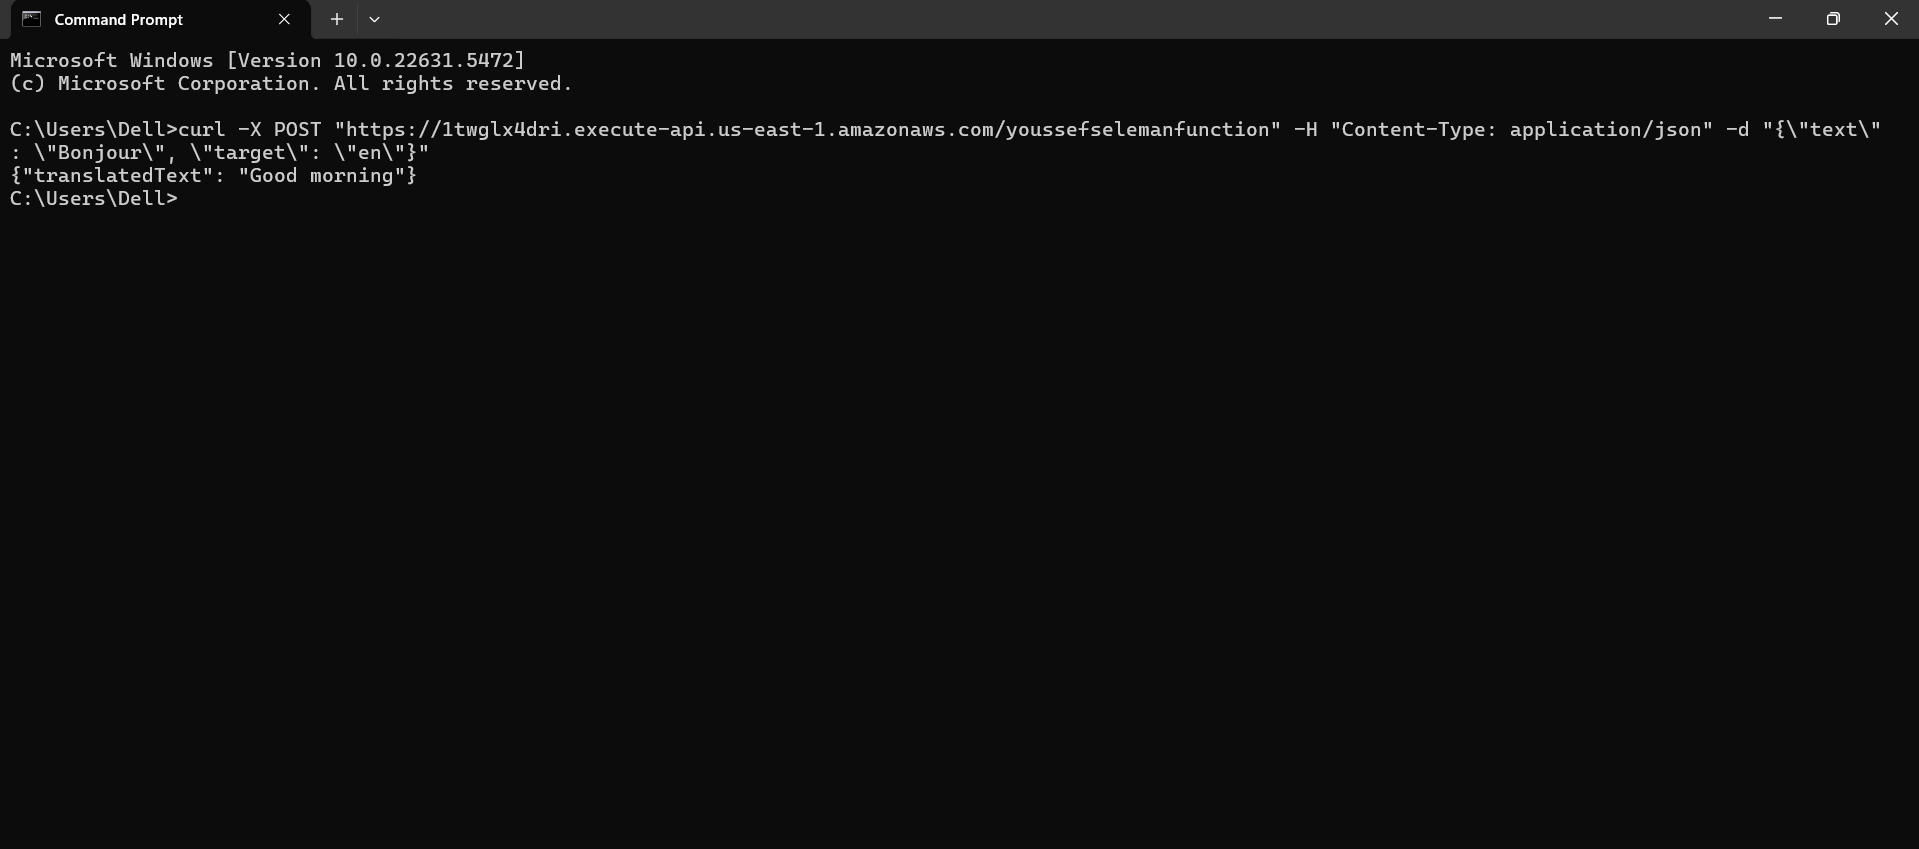 Command Prompt
Microsoft Windows [Version 10.0.22631.5472]
(c) Microsoft Corporation. All rights reserved.
C:\Users\Dell>curl -X POST "https://1twglx4dri.execute-api.us-east-1.amazonaws.com/youssefselemanfunction" -H "Content-Type: application/json" -d "{\"text\"
: \"Bonjour\", \"target\": \"en\"}"
{"translatedText": "Good morning"}
C:\Users\Dell>